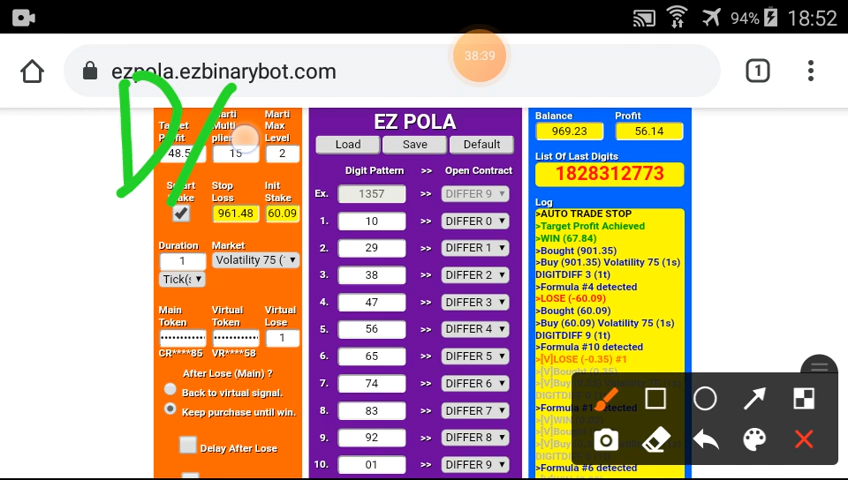 94% 18:52
38:39
ezpola.ezbinarybot.com
1
D/
Target Profit
Marti Multi plier
Marti Max Level
48.5
15
2
Smart Stake
Stop Loss
Init Stake
961.48
60.09
Duration
Market
1
Volatility 75 (
Tick(s
Main Token
Virtual Token
Virtual Lose
1
CR****85
VR****58
After Lose (Main) ?
Back to virtual signal.
Keep purchase until win.
Delay After Lose
EZ POLA
Load
Save
Default
Digit Pattern >> Open Contract
Ex. 1357 >> DIFFER 9
1. 10 >> DIFFER 0
2. 29 >> DIFFER 1
3. 38 >> DIFFER 2
4. 47 >> DIFFER 3
5. 56 >> DIFFER 4
6. 65 >> DIFFER 5
7. 74 >> DIFFER 6
8. 83 >> DIFFER 7
9. 92 >> DIFFER 8
10. 01 >> DIFFER 9
Balance
Profit
969.23
56.14
List Of Last Digits
1828312773
Log
>AUTO TRADE STOP
>Target Profit Achieved
>WIN (67.84)
>Bought (901.35)
>Buy (901.35) Volatility 75 (1s)
DIGITDIFF 3 (1t)
>Formula #4 detected
>LOSE (-60.09)
>Bought (60.09)
>Buy (60.09) Volatility 75 (1s)
DIGITDIFF 9 (1t)
>Formula #10 detected
>[V]LOSE (-0.35) #1
>[V]Bought (0.35)
>Formula #6 detected